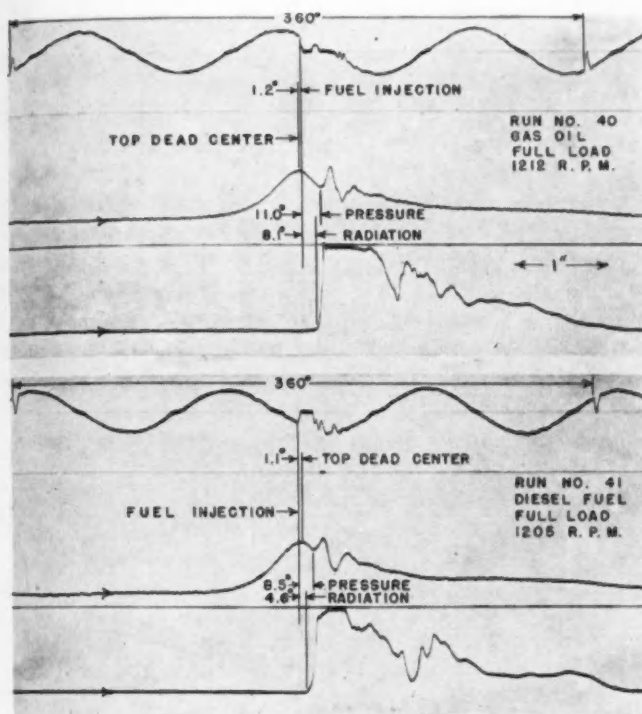 360°
1.2° FUEL INJECTION
TOP DEAD CENTER
RUN NO. 40
GAS OIL
FULL LOAD
1212 R. P. M.
11.0° PRESSURE
8.1° RADIATION
1"
360°
1.1° TOP DEAD CENTER
FUEL INJECTION
RUN NO. 41
DIESEL FUEL
FULL LOAD
1205 R. P. M.
8.5° PRESSURE
4.6° RADIATION